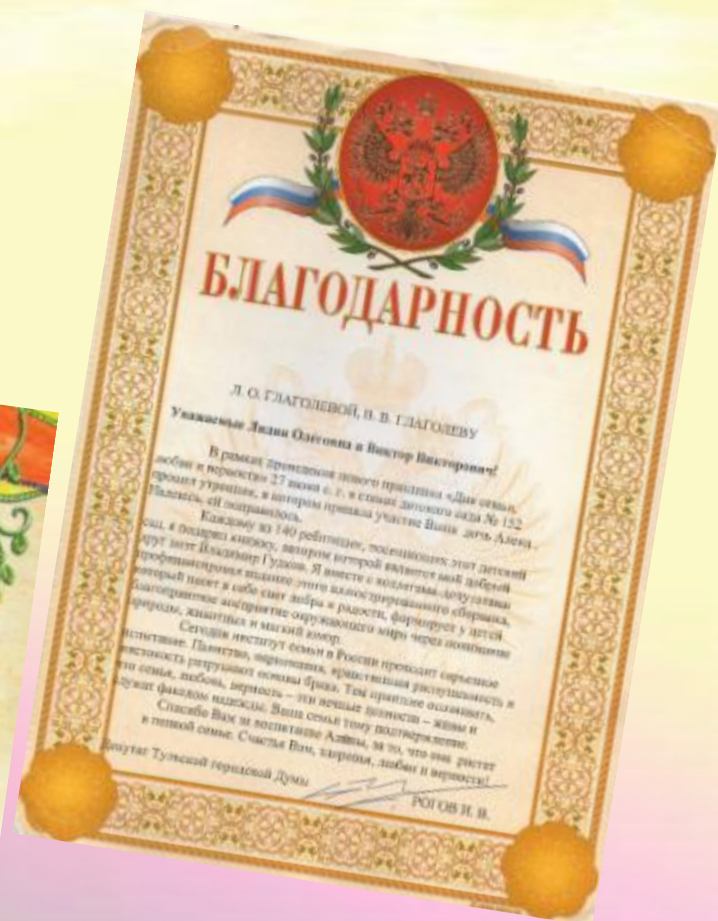 БЛАГОДАРНОСТЬ
Л. О. ГЛАГОЛЕВОЙ, В. В. ГЛАГОЛЕВУ
Уважаемые Лидия Олеговна и Виктор Викторович!
В рамках проведения нового праздника «Дня семьи,
любви и верности» 27 июня с. г. в стенах детского сада № 152
прошел утренник, в котором приняла участие Ваша дочь
Надеюсь, ей понравилось.
Каждому из 140 ребятишек, посещающих этот детский
сад, я подарил книжку, автором которой является мой добрый
друг поэт Владимир Гудков. Я вместе с коллегами депутатами
профинансировал издание этого иллюстрированного сборника,
который несет в себе свет добра и радости, формирует у детей
благоприятное восприятие окружающего мира через понимание
природы, животных и мягкий юмор.
Сегодня институт семьи в России проходит серьезное
испытание. Пьянство, наркомания, нравственная распущенность и
жестокость разрушают основы брака. Тем приятнее осознавать,
что семья, любовь, верность – эти вечные ценности – живы и
служат факелом надежды. Ваша семья тому подтверждение.
Спасибо Вам за воспитание Алины, за то, что она растет
в крепкой семье. Счастья Вам, здоровья, любви и верности!
Депутат Тульской городской Думы
РОГОВ И. В.